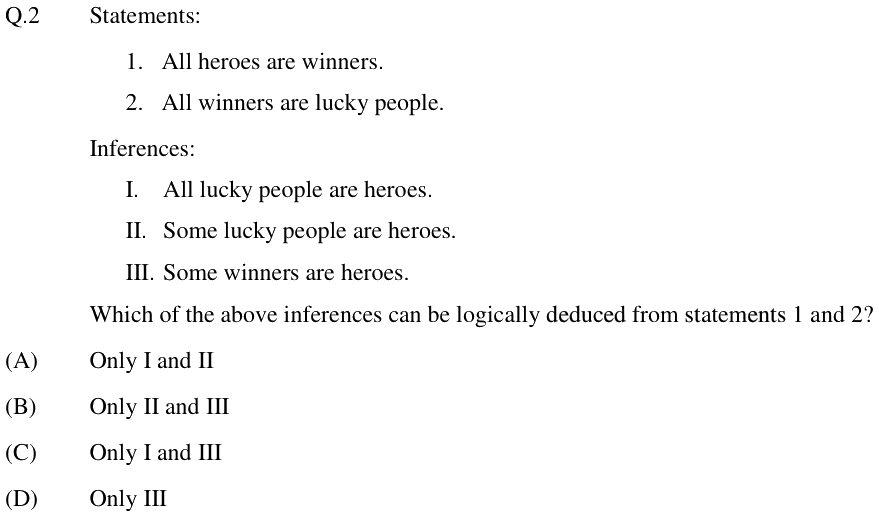 Q.2 Statements:
1. All heroes are winners.
2. All winners are lucky people.
Inferences:
I. All lucky people are heroes.
II. Some lucky people are heroes.
III. Some winners are heroes.
Which of the above inferences can be logically deduced from statements 1 and 2?
(A) Only I and II
(B) Only II and III
(C) Only I and III
(D) Only III